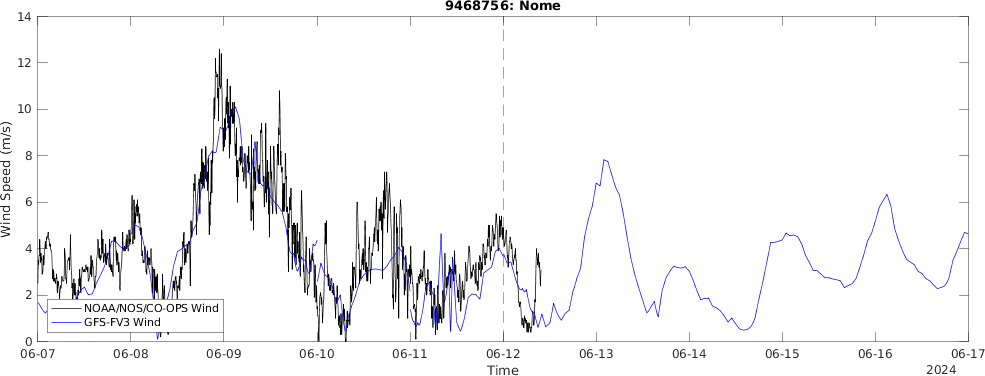 9468756: Nome
14
12
10
8
6
4
2
0
Wind Speed (m/s)
NOAA/NOS/CO-OPS Wind
GFS-FV3 Wind
06-07 06-08 06-09 06-10 06-11 06-12 06-13 06-14 06-15 06-16 06-17
Time
2024